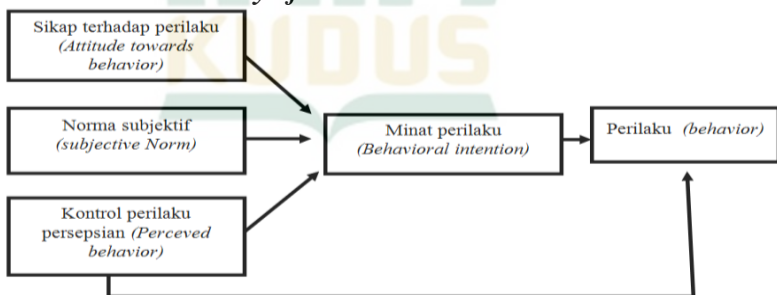 Sikap terhadap perilaku
(Attitude towards
behavior)
Norma subjektif
(subjective Norm)
Kontrol perilaku
persepsian (Perceved
behavior)
Minat perilaku
(Behavioral intention)
Perilaku (behavior)
KUDUS